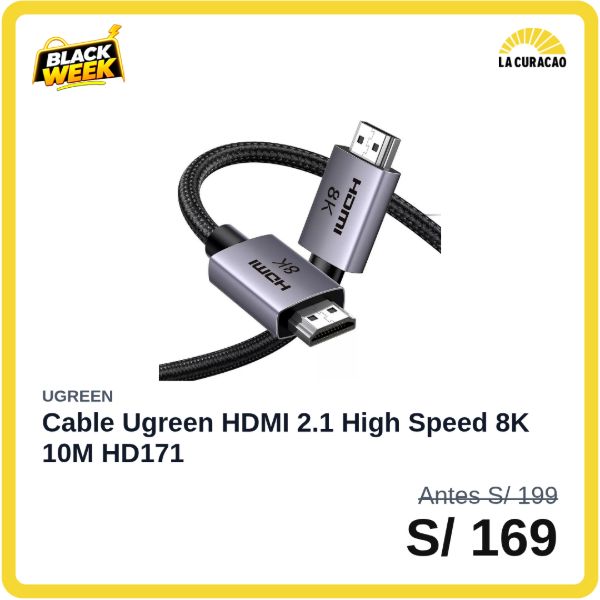 BLACK
WEEK
LA CURACAO
HDMI
8K
HDMI
8K
UGREEN
Cable Ugreen HDMI 2.1 High Speed 8K
10M HD171
Antes S/ 199
S/ 169